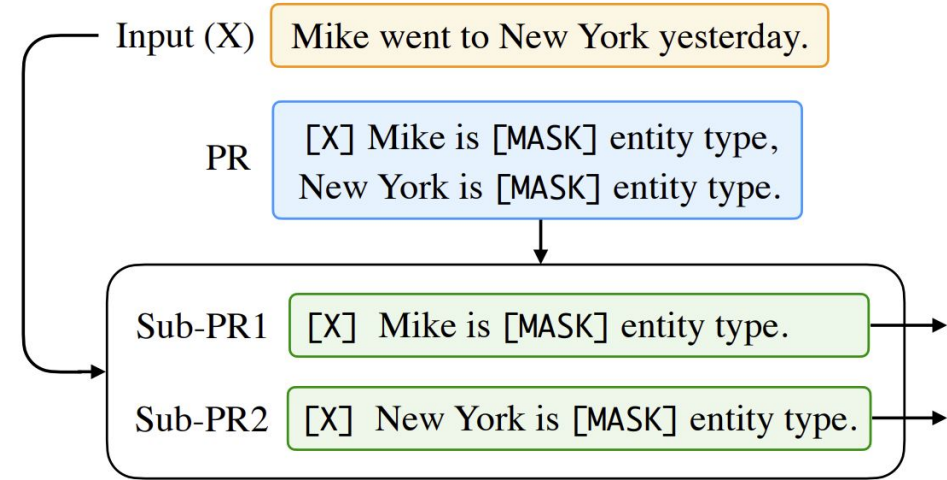 Input (X) Mike went to New York yesterday.
PR
[X] Mike is [MASK] entity type,
New York is [MASK] entity type.
Sub-PR1 [X] Mike is [MASK] entity type.
Sub-PR2 [X] New York is [MASK] entity type.